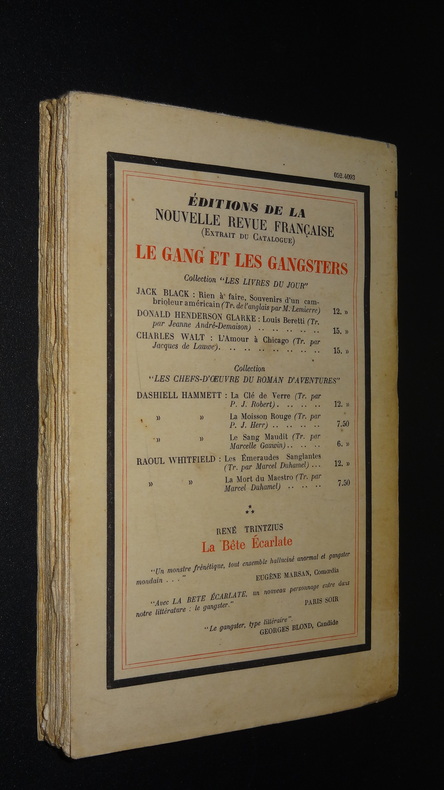 052.4093
ÉDITIONS DE LA
NOUVELLE REVUE FRANÇAISE
(EXTRAIT DU CATALOGUE)
LE GANG ET LES GANGSTERS
Collection "LES LIVRES DU JOUR"
JACK BLACK : Rien à faire, Souvenirs d'un cam-
brioleur américain (Tr. de l'anglais par M. Lemierre) 12. »
DONALD HENDERSON CLARKE : Louis Beretti (Tr.
par Jeanne André-Demaison) .. .. .. .. .. 15. »
CHARLES WALT : L'Amour à Chicago (Tr. par
Jacques de .. .. .. .. .. .. .. 15. »
Collection
"LES CHEFS-D'ŒUVRE DU ROMAN D'AVENTURES"
DASHIELL HAMMETT : La Clé de Verre (Tr. par
P. J. Robert) .. .. .. .. 12. »
» » La Moisson Rouge (Tr. par
P. J. Herr) .. .. .. .. 7,50
» » Le Sang Maudit (Tr. par
Marcelle .. .. .. 6. »
RAOUL WHITFIELD : Les Émeraudes Sanglantes
(Tr. par Marcel Duhamel) ... 12. »
» » La Mort du Maestro (Tr. par
Marcel Duhamel) .. .. .. 7.50
RENÉ TRINTZIUS
La Bête Écarlate
"Un monstre frénétique, tout ensemble halluciné anormal et gangster
mondain . . ."
EUGÈNE MARSAN, Comœdia
"Avec LA BETE ÉCARLATE, un nouveau personnage entre dans
notre littérature : le gangster."
PARIS SOIR
"Le gangster, type littéraire"
GEORGES BLOND, Candide